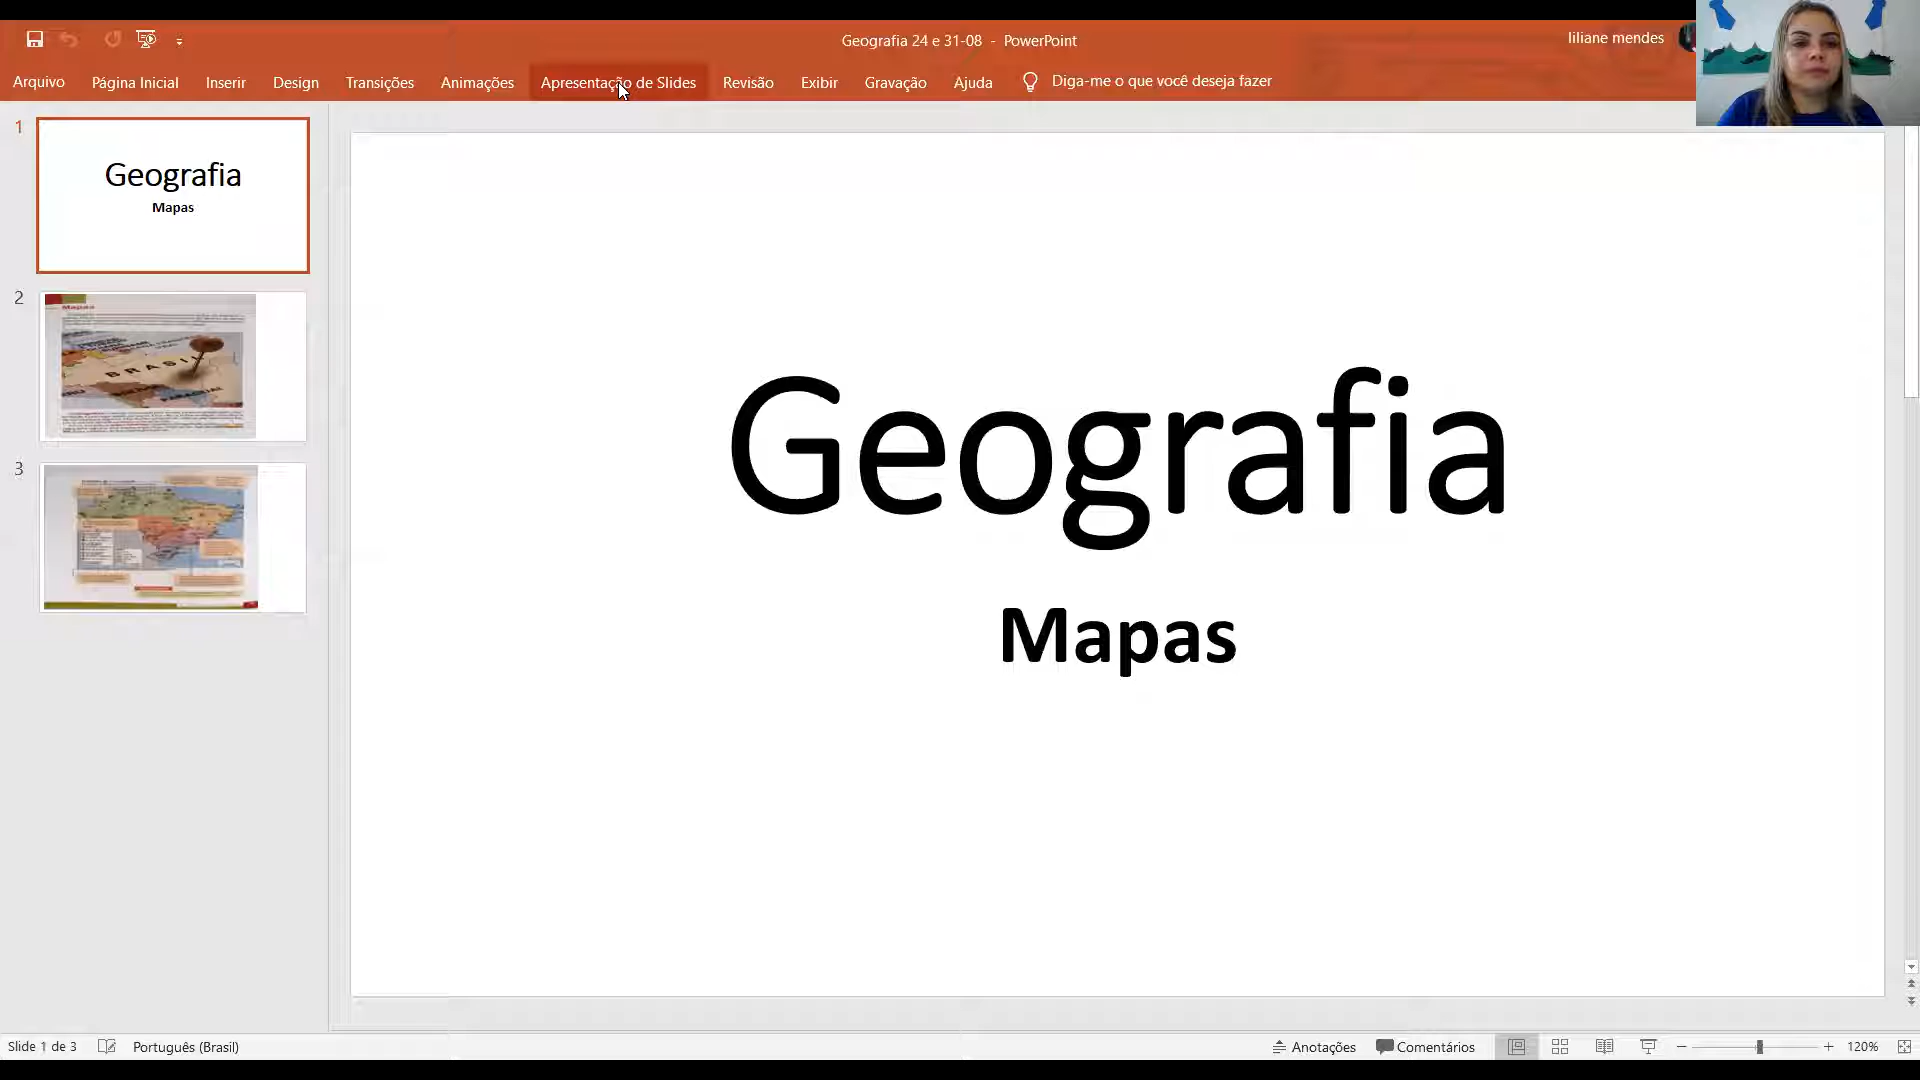 Geografia 24 e 31-08 - PowerPoint
liliane mendes
Arquivo Página Inicial Inserir Design Transições Animações Apresentação de Slides Revisão Exibir Gravação Ajuda Diga-me o que você deseja fazer
1
Geografia
Mapas
2
Mapas
BRASIL
3
Geografia
Mapas
Slide 1 de 3 Português (Brasil) Anotações Comentários 120%